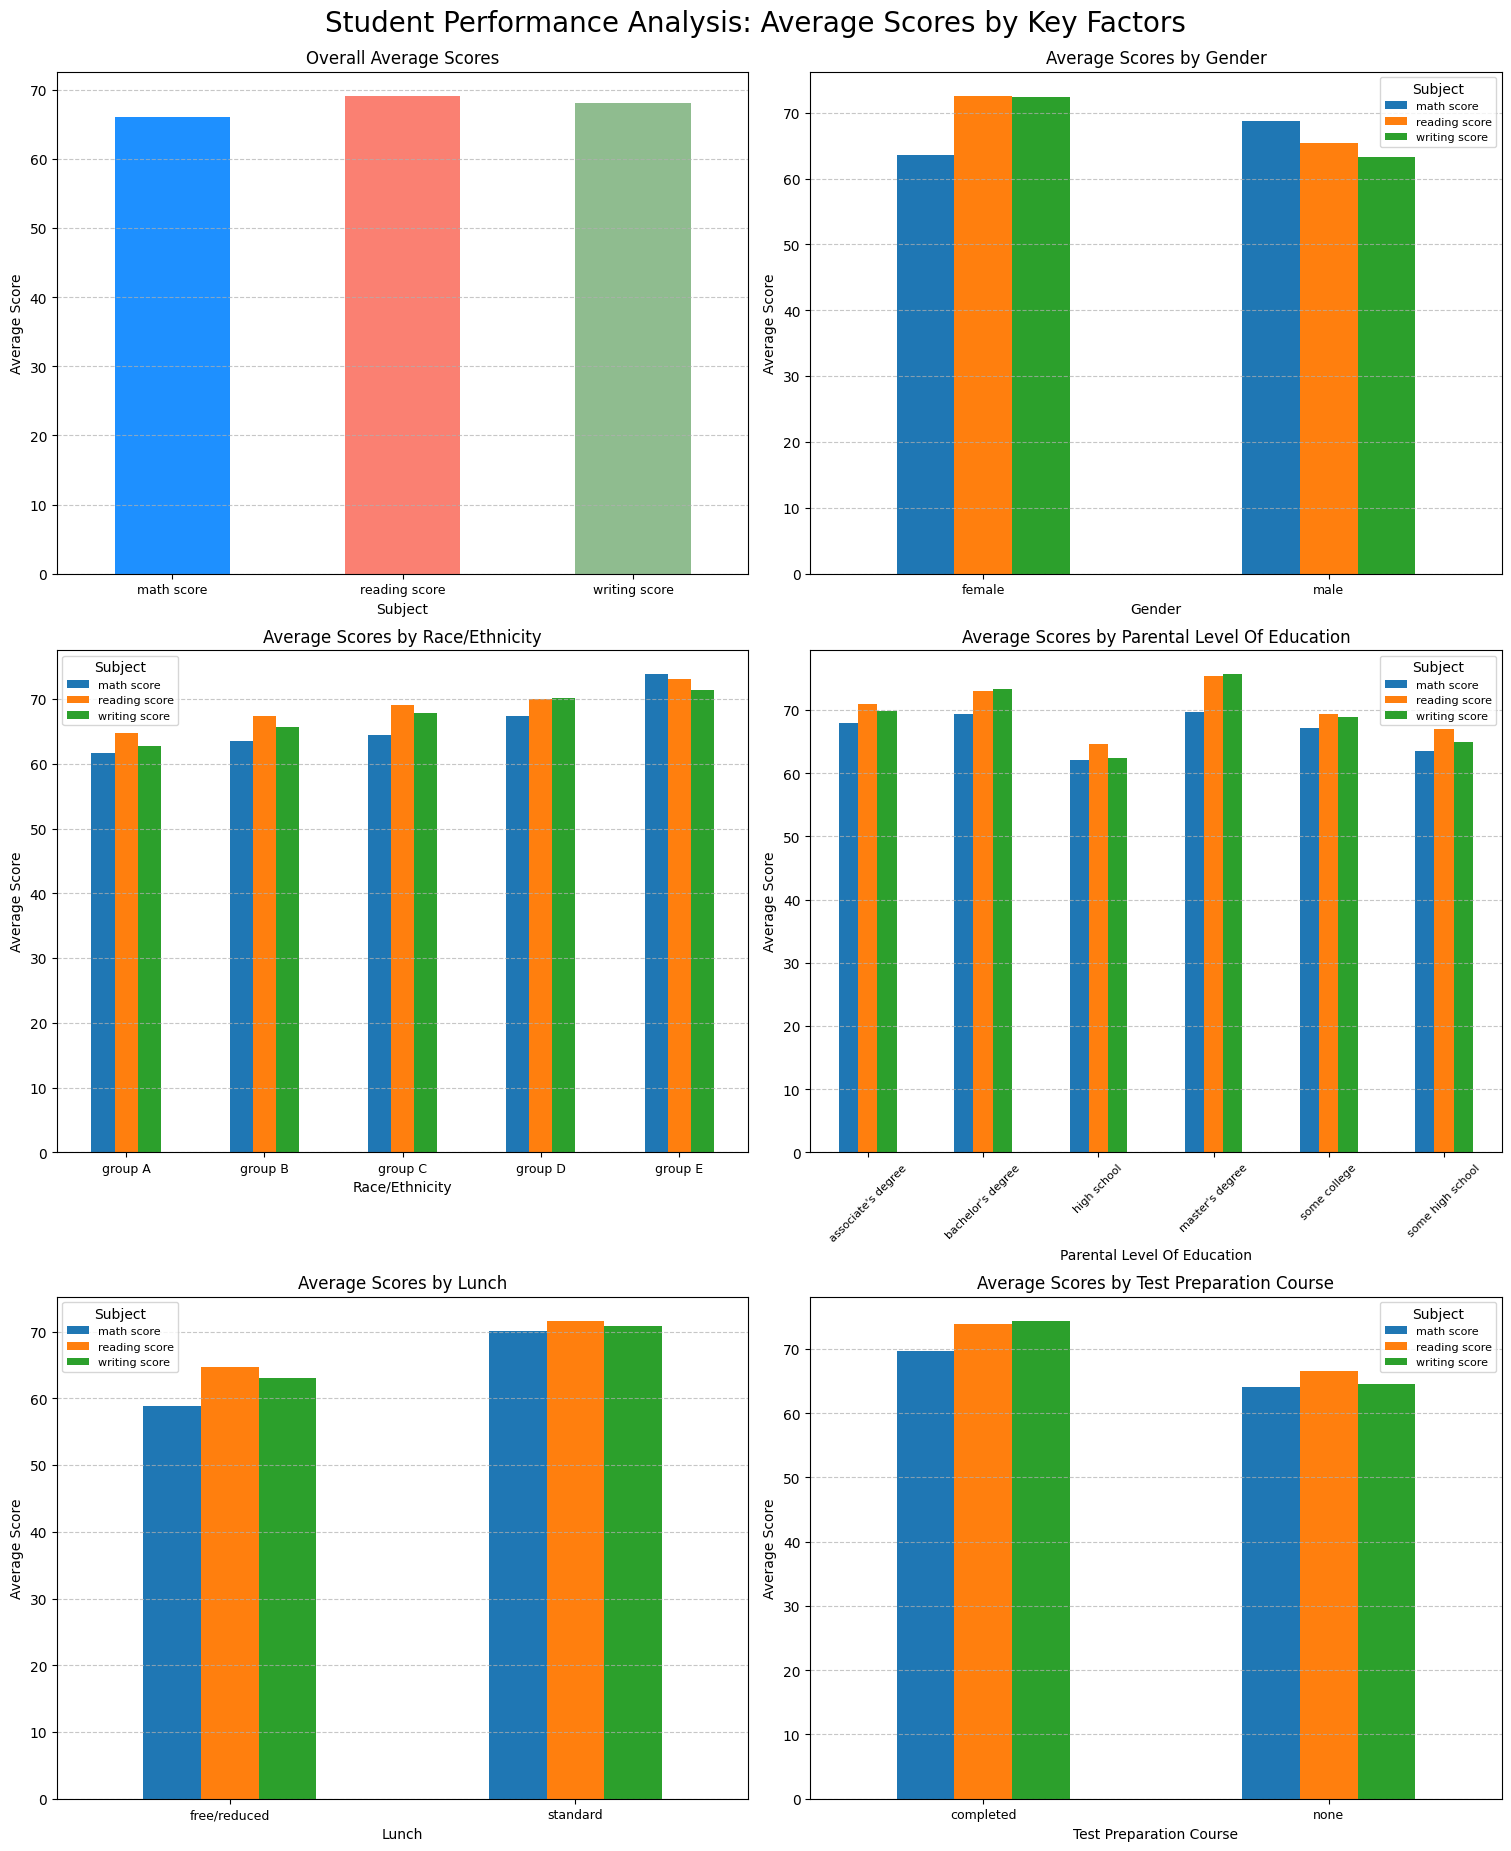 Student Performance Analysis: Average Scores by Key Factors
Overall Average Scores
Average Score
70
60
50
40
30
20
10
0
math score reading score writing score
Subject
Average Scores by Gender
Subject
math score
reading score
writing score
Average Score
70
60
50
40
30
20
10
0
female male
Gender
Average Scores by Race/Ethnicity
Subject
math score
reading score
writing score
Average Score
70
60
50
40
30
20
10
0
group A group B group C group D group E
Race/Ethnicity
Average Scores by Parental Level Of Education
Subject
math score
reading score
writing score
Average Score
70
60
50
40
30
20
10
0
associate's degree
bachelor's degree
high school
master's degree
some college
some high school
Parental Level Of Education
Average Scores by Lunch
Subject
math score
reading score
writing score
Average Score
70
60
50
40
30
20
10
0
free/reduced standard
Lunch
Average Scores by Test Preparation Course
Subject
math score
reading score
writing score
Average Score
70
60
50
40
30
20
10
0
completed none
Test Preparation Course